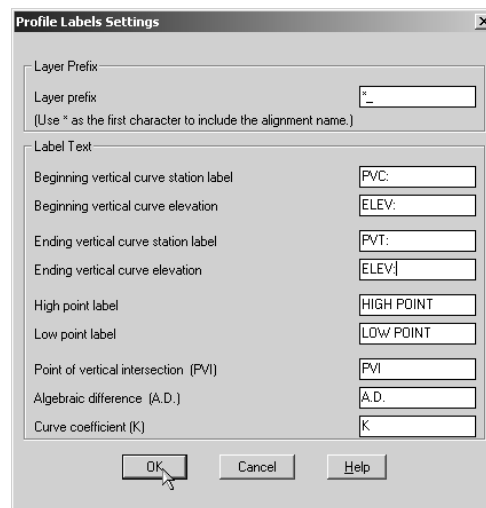 Profile Labels Settings
Layer Prefix
Layer prefix *_
(Use * as the first character to include the alignment name.)
Label Text
Beginning vertical curve station label PVC:
Beginning vertical curve elevation ELEV:
Ending vertical curve station label PVT:
Ending vertical curve elevation ELEV:
High point label HIGH POINT
Low point label LOW POINT
Point of vertical intersection (PVI) PVI
Algebraic difference (A.D.) A.D.
Curve coefficient (K) K
OK Cancel Help